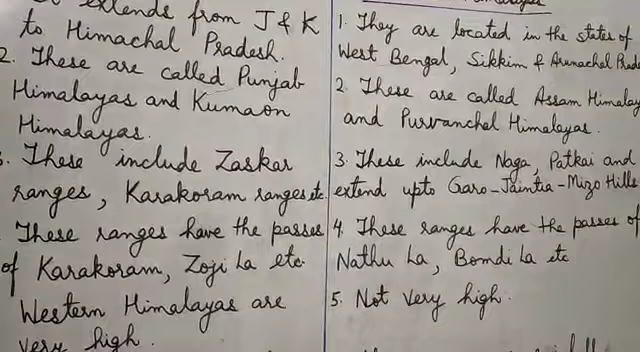 extends from J & K
to Himachal Pradesh.
2. These are called Punjab
Himalayas and Kumaon
Himalayas.
3. These include Zaskar
ranges, Karakoram ranges etc.
These ranges have the passes
of Karakoram, Zoji La etc.
Western Himalayas are
very high.
1. They are located in the states of
West Bengal, Sikkim & Arunachal Prade
2. These are called Assam Himalay
and Purvanchal Himalayas.
3. These include Naga, Patkai and
extend upto Garo-Jaintia-Mizo Hills
4. These ranges have the passes of
Nathu La, Bomdi La etc
5. Not very high.